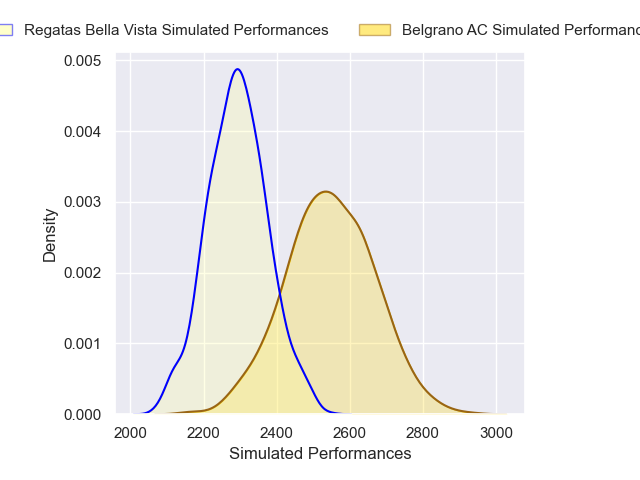 Regatas Bella Vista Simulated Performances Belgrano AC Simulated
0.005
0.004
0.003
0.002
0.001
0.000
Density
2000 2200 2400 2600 2800 3000
Simulated Performances